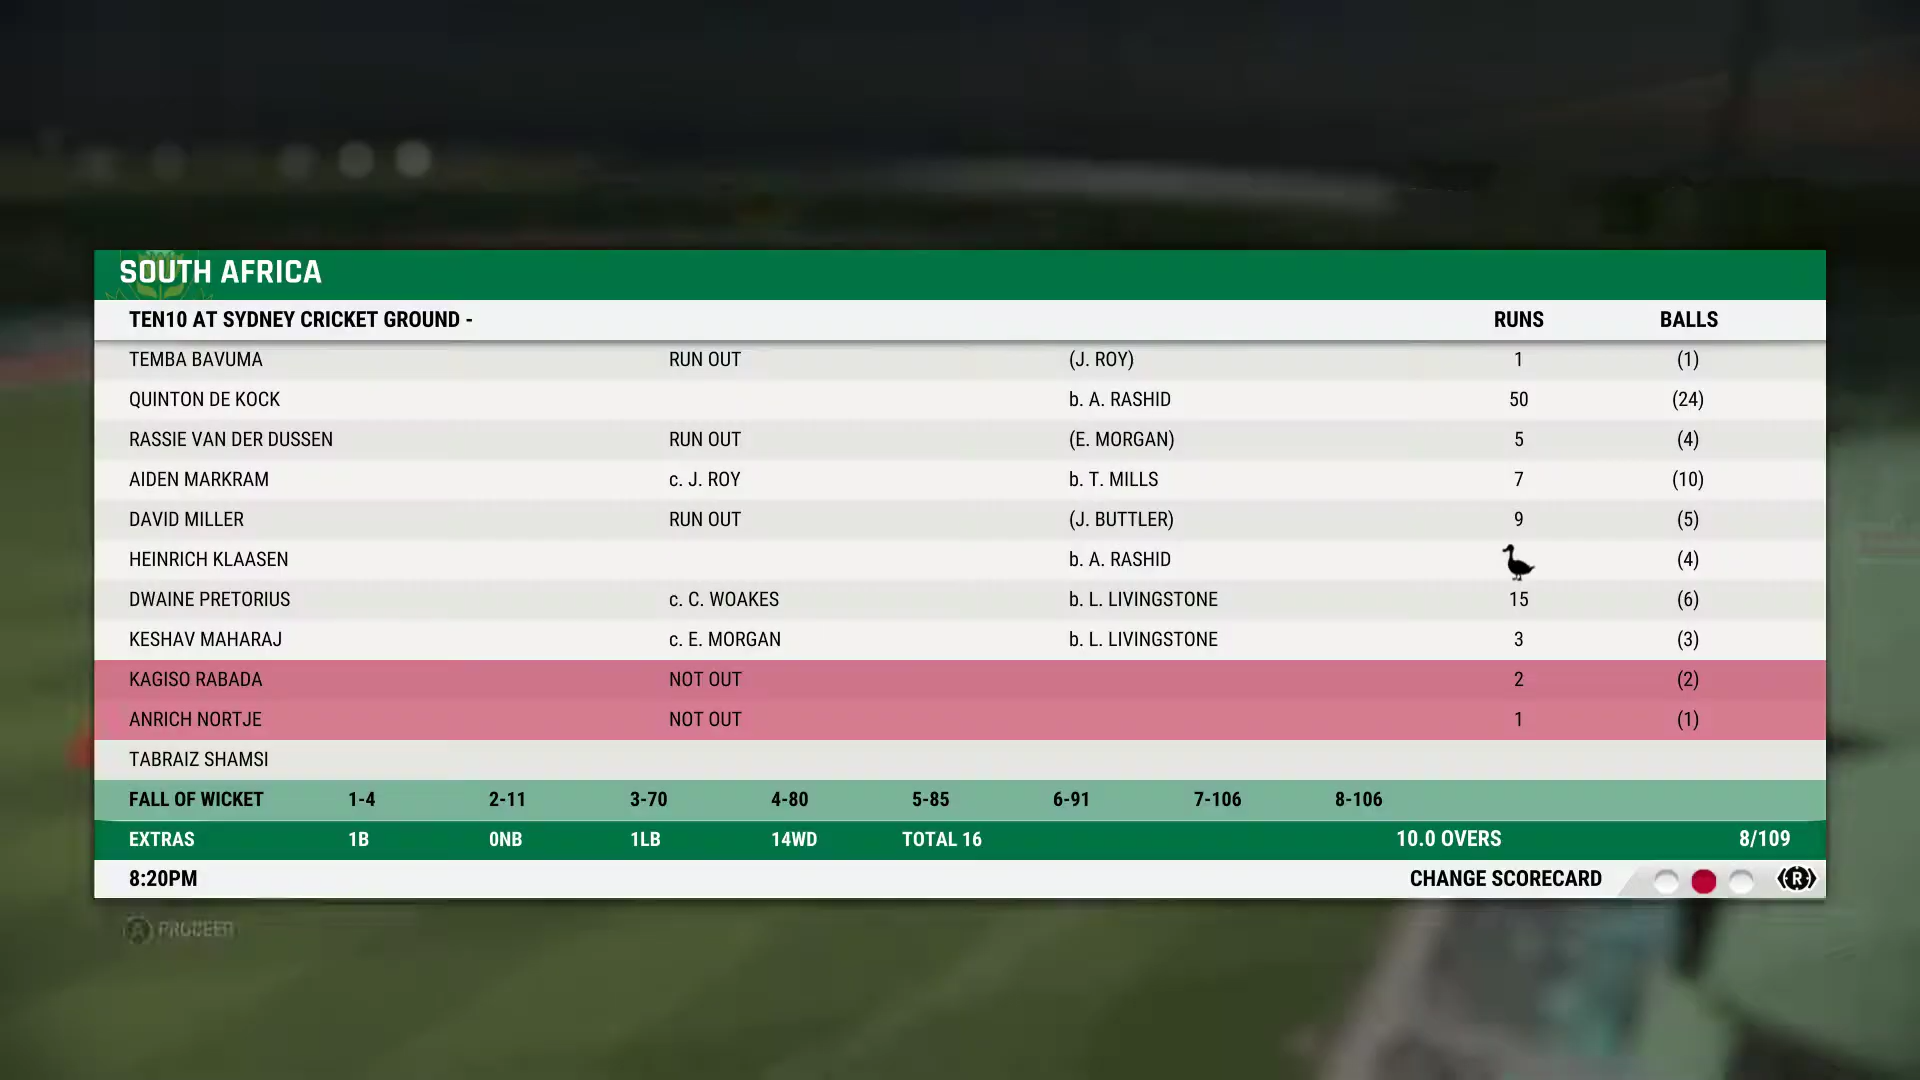 SOUTH AFRICA
TEN10 AT SYDNEY CRICKET GROUND - RUNS BALLS
TEMBA BAVUMA RUN OUT (J. ROY) 1 (1)
QUINTON DE KOCK b. A. RASHID 50 (24)
RASSIE VAN DER DUSSEN RUN OUT (E. MORGAN) 5 (4)
AIDEN MARKRAM c. J. ROY b. T. MILLS 7 (10)
DAVID MILLER RUN OUT (J. BUTTLER) 9 (5)
HEINRICH KLAASEN b. A. RASHID (4)
DWAINE PRETORIUS c. C. WOAKES b. L. LIVINGSTONE 15 (6)
KESHAV MAHARAJ c. E. MORGAN b. L. LIVINGSTONE 3 (3)
KAGISO RABADA NOT OUT 2 (2)
ANRICH NORTJE NOT OUT 1 (1)
TABRAIZ SHAMSI
FALL OF WICKET 1-4 2-11 3-70 4-80 5-85 6-91 7-106 8-106
EXTRAS 1B 0NB 1LB 14WD TOTAL 16 10.0 OVERS 8/109
8:20PM CHANGE SCORECARD R
A PROCEED